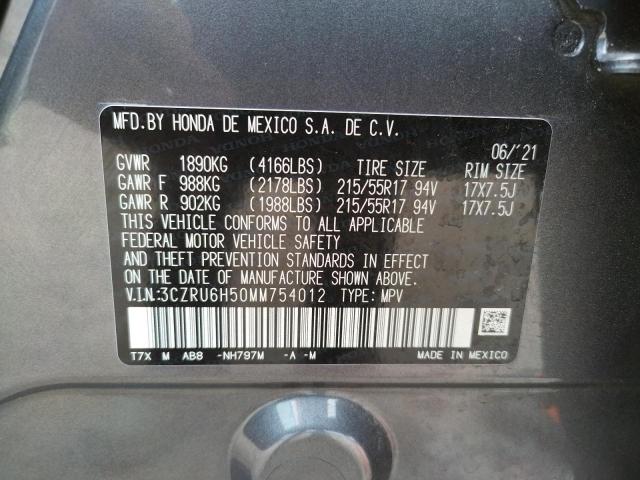 MFD.BY HONDA DE MEXICO S.A. DE C.V.
06/'21
GVWR 1890KG (4166LBS) TIRE SIZE RIM SIZE
GAWR F 988KG (2178LBS) 215/55R17 94V 17X7.5J
GAWR R 902KG (1988LBS) 215/55R17 94V 17X7.5J
THIS VEHICLE CONFORMS TO ALL APPLICABLE
FEDERAL MOTOR VEHICLE SAFETY
AND THEFT PREVENTION STANDARDS IN EFFECT
ON THE DATE OF MANUFACTURE SHOWN ABOVE.
V.I.N:3CZRU6H50MM754012 TYPE: MPV
T7X M AB8 -NH797M -A -M MADE IN MEXICO